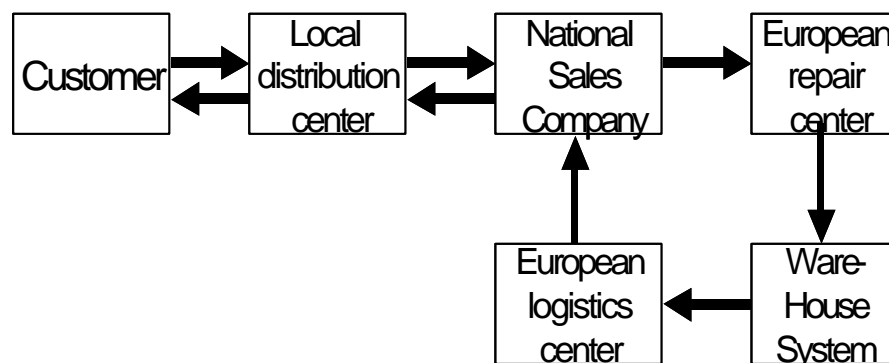 Customer
Local
distribution
center
National
Sales
Company
European
repair
center
European
logistics
center
Ware-
House
System